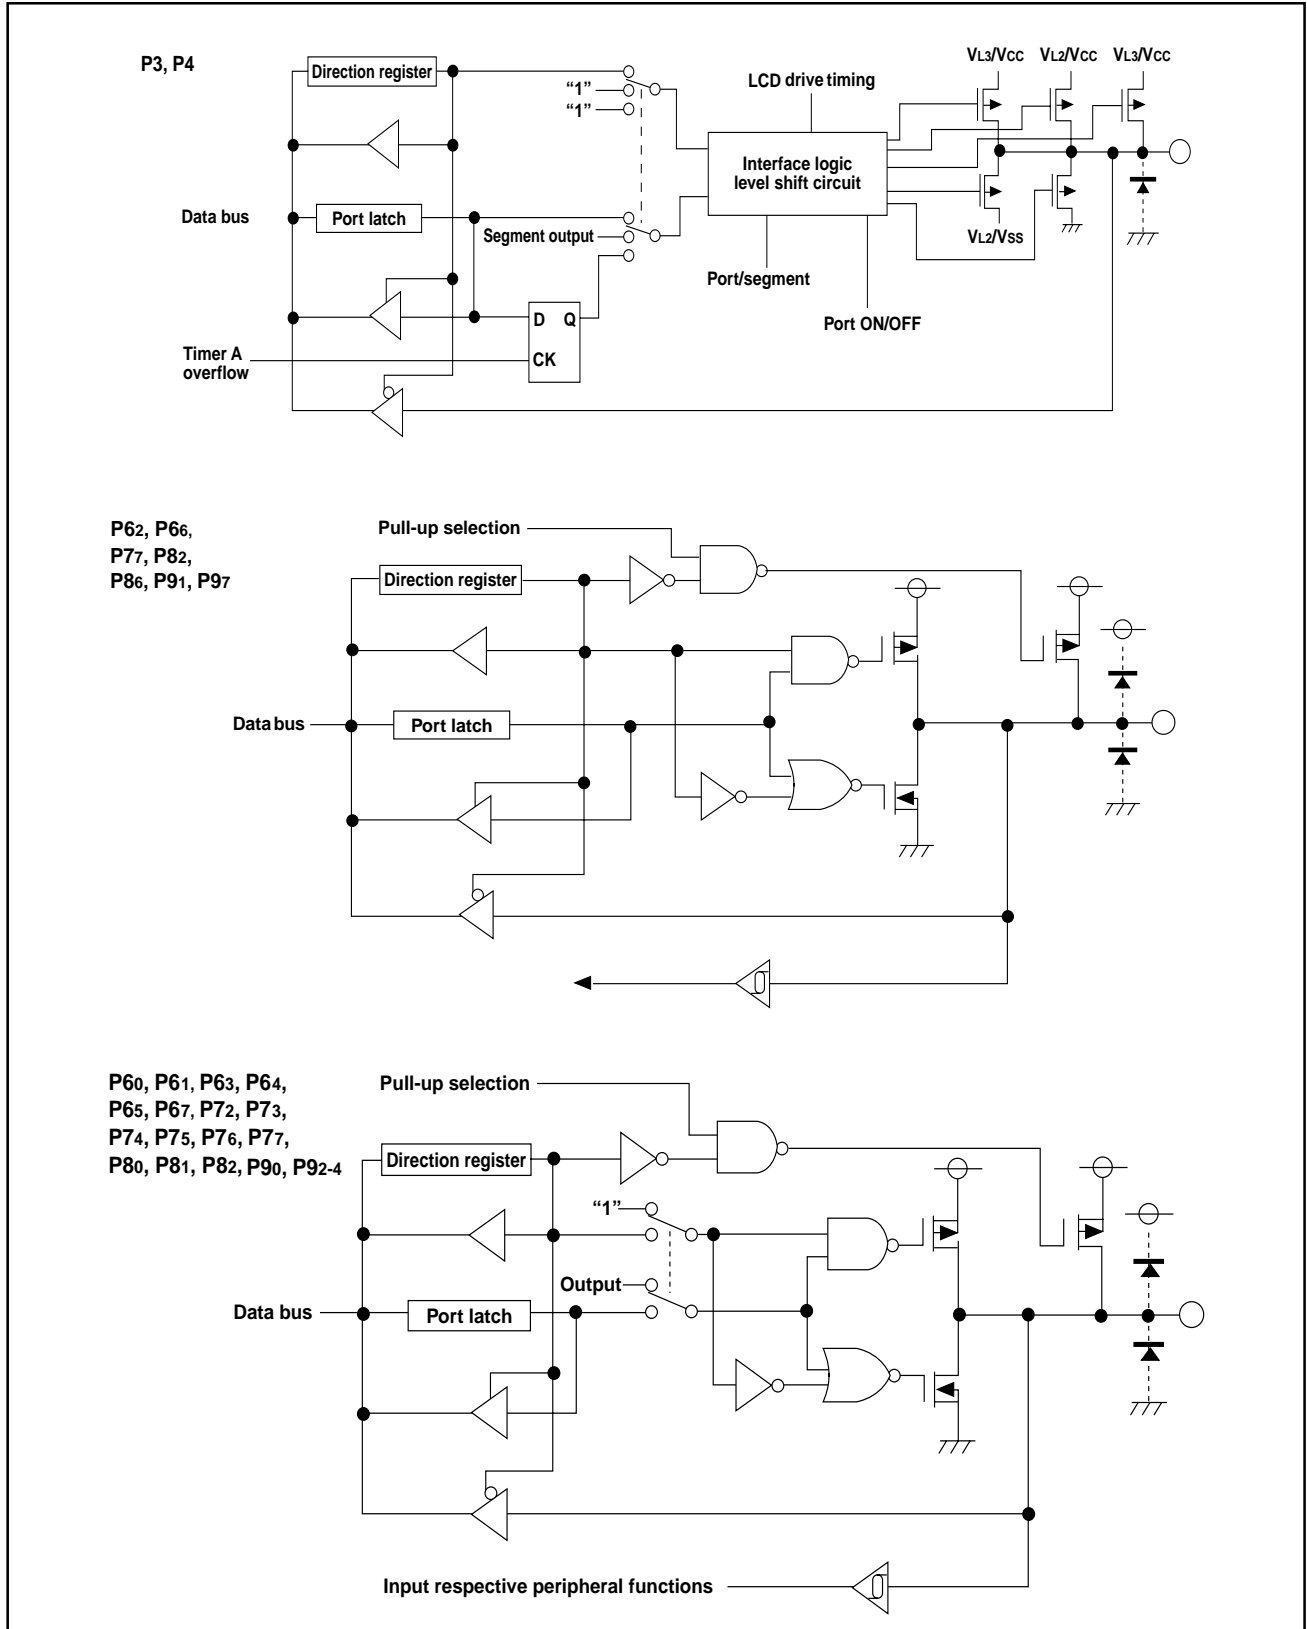 P3, P4
Direction register
"1"
"1"
LCD drive timing
VL3/VCC VL2/VCC VL3/VCC
Interface logic
level shift circuit
Data bus
Port latch
Segment output
VL2/VSS
Port/segment
Port ON/OFF
D Q
CK
Timer A
overflow
P62, P66,
P77, P82,
P86, P91, P97
Pull-up selection
Direction register
Data bus
Port latch
P60, P61, P63, P64,
P65, P67, P72, P73,
P74, P75, P76, P77,
P80, P81, P82, P90, P92-4
Pull-up selection
Direction register
"1"
Output
Data bus
Port latch
Input respective peripheral functions